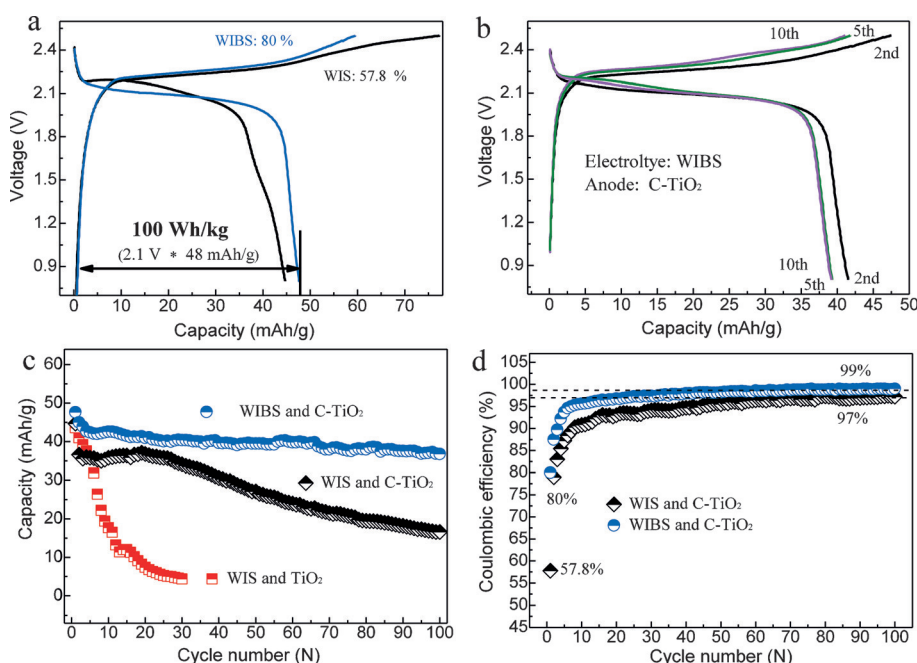 a
WIBS: 80 %
WIS: 57.8 %
2.4
2.1
1.8
1.5
1.2
0.9
Voltage (V)
100 Wh/kg
(2.1 V * 48 mAh/g)
0 10 20 30 40 50 60 70
Capacity (mAh/g)
b
10th
5th
2nd
2.4
2.1
1.8
1.5
1.2
0.9
Voltage (V)
Electroltye: WIBS
Anode: C-TiO₂
10th
5th
2nd
0 5 10 15 20 25 30 35 40 45 50
Capacity (mAh/g)
c
60
50
40
30
20
10
0
Capacity (mAh/g)
WIBS and C-TiO₂
WIS and C-TiO₂
WIS and TiO₂
0 10 20 30 40 50 60 70 80 90 100
Cycle number (N)
d
105
100
95
90
85
80
75
70
65
60
55
50
45
Coulombic efficiency (%)
99%
97%
80%
WIS and C-TiO₂
WIBS and C-TiO₂
57.8%
0 10 20 30 40 50 60 70 80 90 100
Cycle number (N)